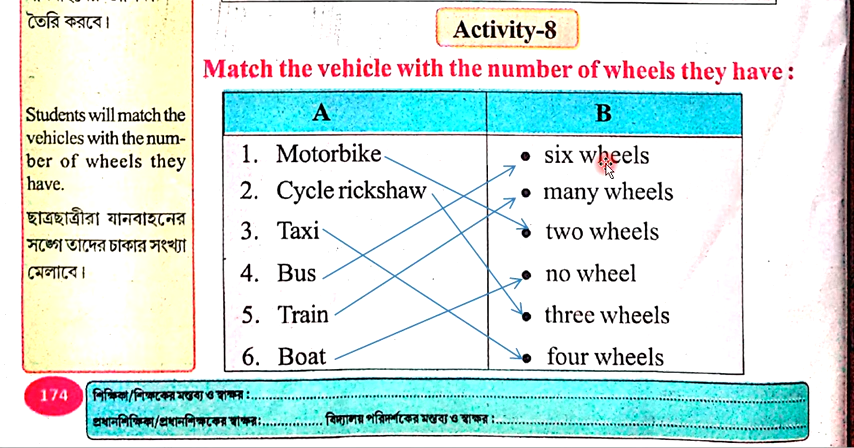 তৈরি করবে।
Activity-8
Match the vehicle with the number of wheels they have :
Students will match the
vehicles with the num-
ber of wheels they
have.
ছাত্রছাত্রীরা যানবাহনের
সঙ্গে তাদের চাকার সংখ্যা
মেলাবে।
A B
1. Motorbike six wheels
2. Cycle rickshaw many wheels
3. Taxi two wheels
4. Bus no wheel
5. Train three wheels
6. Boat four wheels
174
শিক্ষিকা/শিক্ষকের মন্তব্য ও স্বাক্ষর :
প্রধানশিক্ষিকা/প্রধানশিক্ষকের স্বাক্ষর: বিদ্যালয় পরিদর্শকের মন্তব্য ও স্বাক্ষর :